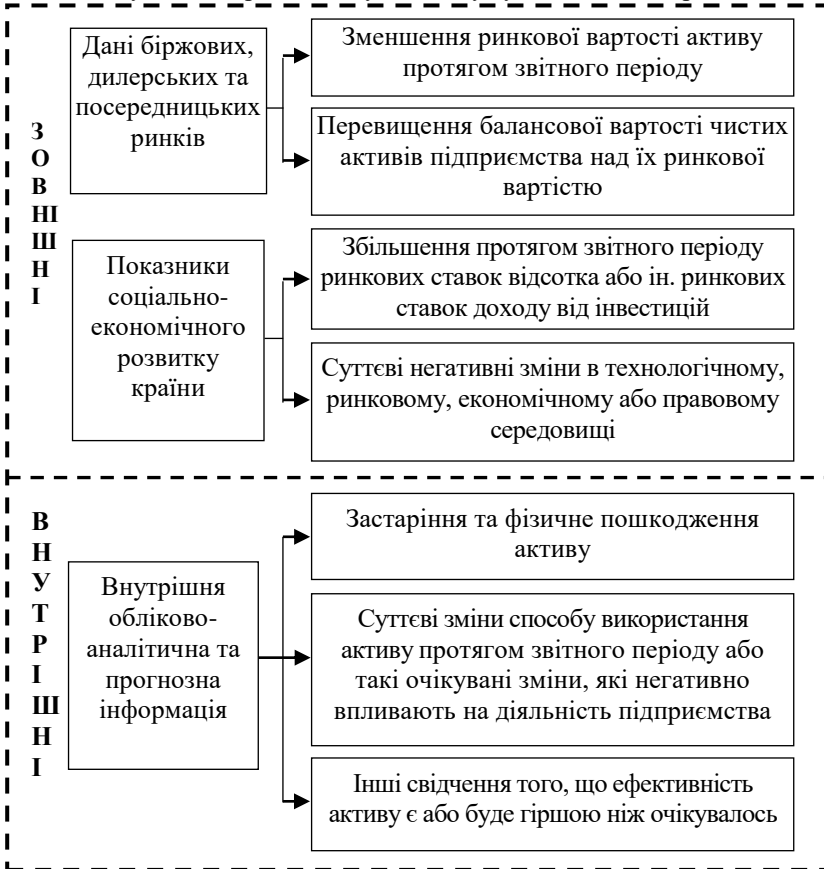 Дані біржових,
дилерських та
посередницьких
ринків
Зменшення ринкової вартості активу
протягом звітного періоду
Перевищення балансової вартості чистих
активів підприємства над їх ринкової
вартістю
З
О
В
НІ
Ш
Н
І
Показники
соціально-
економічного
розвитку
країни
Збільшення протягом звітного періоду
ринкових ставок відсотка або ін. ринкових
ставок доходу від інвестицій
Суттєві негативні зміни в технологічному,
ринковому, економічному або правовому
середовищі
В
Н
У
Т
Р
І
Ш
Н
І
Внутрішня
обліково-
аналітична та
прогнозна
інформація
Застаріння та фізичне пошкодження
активу
Суттєві зміни способу використання
активу протягом звітного періоду або
такі очікувані зміни, які негативно
впливають на діяльність підприємства
Інші свідчення того, що ефективність
активу є або буде гіршою ніж очікувалось